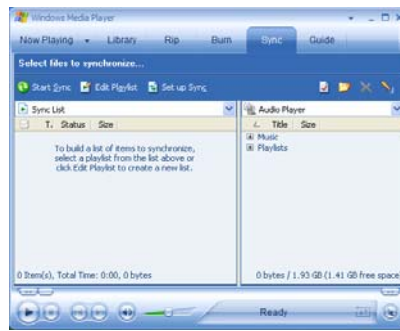 Windows Media Player
Now Playing Library Rip Burn Sync Guide
Select files to synchronize...
Start Sync Edit Playlist Set up Sync
Sync List
Audio Player
T. Status Size
Title Size
Music
Playlists
To build a list of items to synchronize,
select a playlist from the list above or
click Edit Playlist to create a new list.
0 Item(s), Total Time: 0:00, 0 bytes
0 bytes / 1.93 GB (1.41 GB free space
Ready